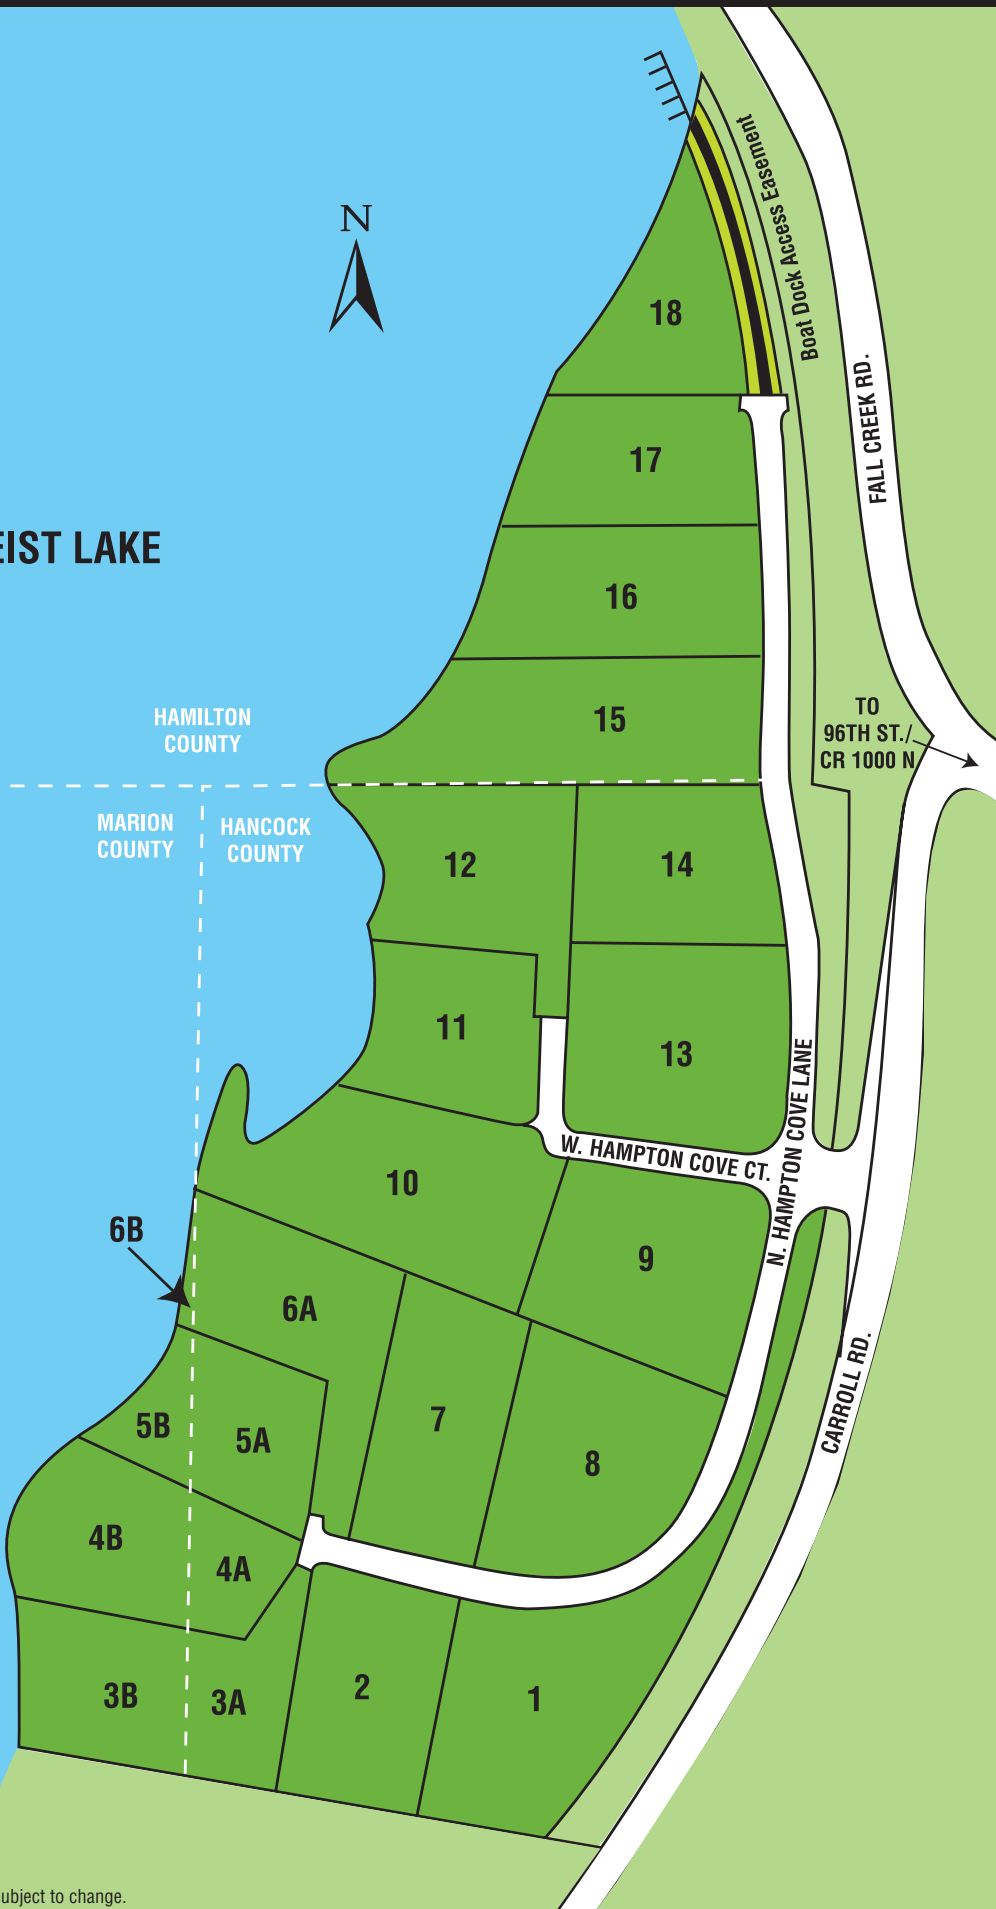 N
Boat Dock Access Easement
18
FALL CREEK RD.
17
EIST LAKE
16
HAMILTON
COUNTY
15
TO
96TH ST./
CR 1000 N
MARION
COUNTY
HANCOCK
COUNTY
12
14
11
13
N. HAMPTON COVE LANE
W. HAMPTON COVE CT.
10
6B
9
6A
CARROLL RD.
5B
5A
7
8
4B
4A
3B
3A
2
1
ubject to change.